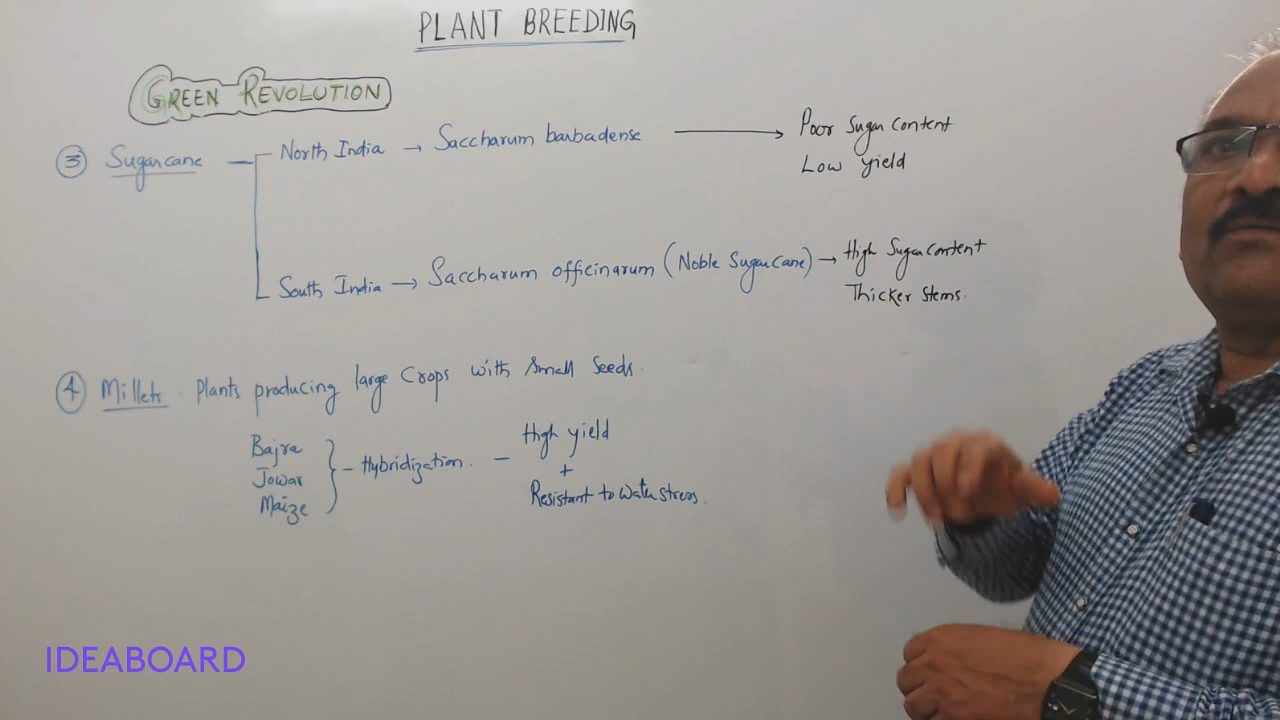 PLANT BREEDING
GREEN REVOLUTION
③ Sugarcane — North India → Saccharum barbadense → Poor Sugar content
Low yield
South India → Saccharum officinarum (Noble Sugarcane) → High Sugar content
Thicker Stems.
④ Millets. Plants producing large Crops with Small Seeds.
Bajra
Jowar
Maize
} – Hybridization. – High yield
+
Resistant to Water stress.
IDEABOARD